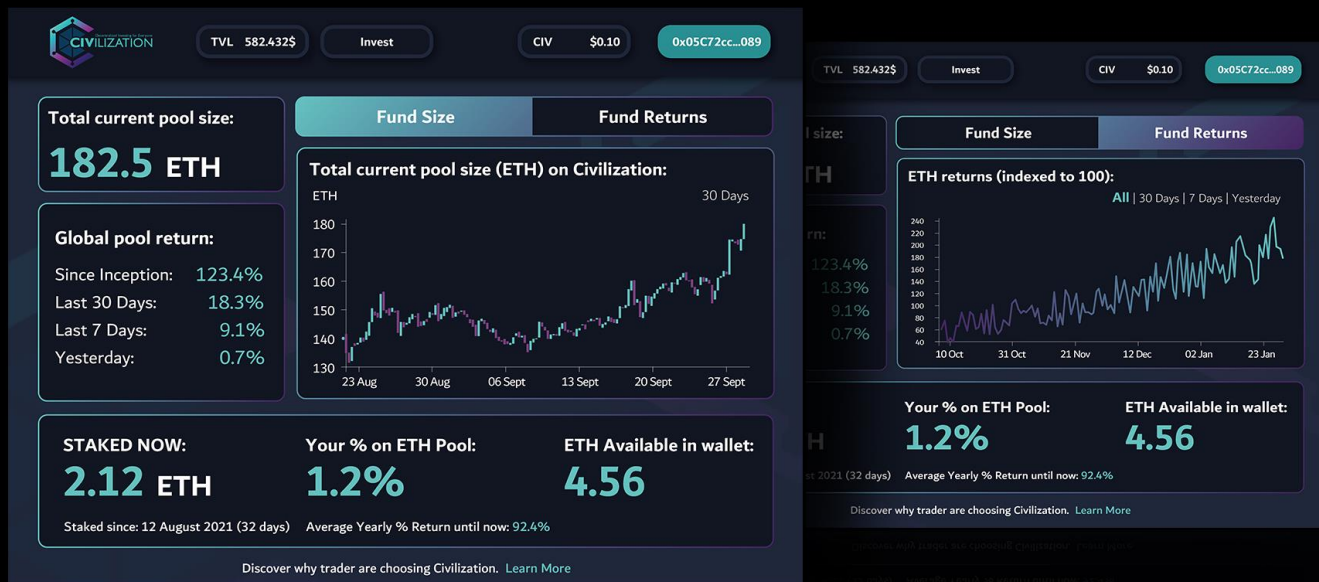 CIVILIZATION
TVL 582.432$
Invest
CIV $0.10
0x05C72cc...089
Total current pool size:
182.5 ETH
Global pool return:
Since Inception: 123.4%
Last 30 Days: 18.3%
Last 7 Days: 9.1%
Yesterday: 0.7%
Fund Size
Fund Returns
Total current pool size (ETH) on Civilization:
ETH
30 Days
180
170
160
150
140
130
23 Aug
30 Aug
06 Sept
13 Sept
20 Sept
27 Sept
STAKED NOW:
2.12 ETH
Staked since: 12 August 2021 (32 days)
Your % on ETH Pool:
1.2%
Average Yearly % Return until now: 92.4%
ETH Available in wallet:
4.56
Discover why trader are choosing Civilization. Learn More
TVL 582.432$
Invest
CIV $0.10
0x05C72cc...089
size:
TH
rn:
123.4%
18.3%
9.1%
0.7%
Fund Size
Fund Returns
ETH returns (indexed to 100):
All | 30 Days | 7 Days | Yesterday
240
220
200
180
160
140
120
100
80
60
40
10 Oct
31 Oct
21 Nov
12 Dec
02 Jan
23 Jan
H
st 2021 (32 days)
Your % on ETH Pool:
1.2%
Average Yearly % Return until now: 92.4%
ETH Available in wallet:
4.56
Discover why trader are choosing Civilization. Learn More